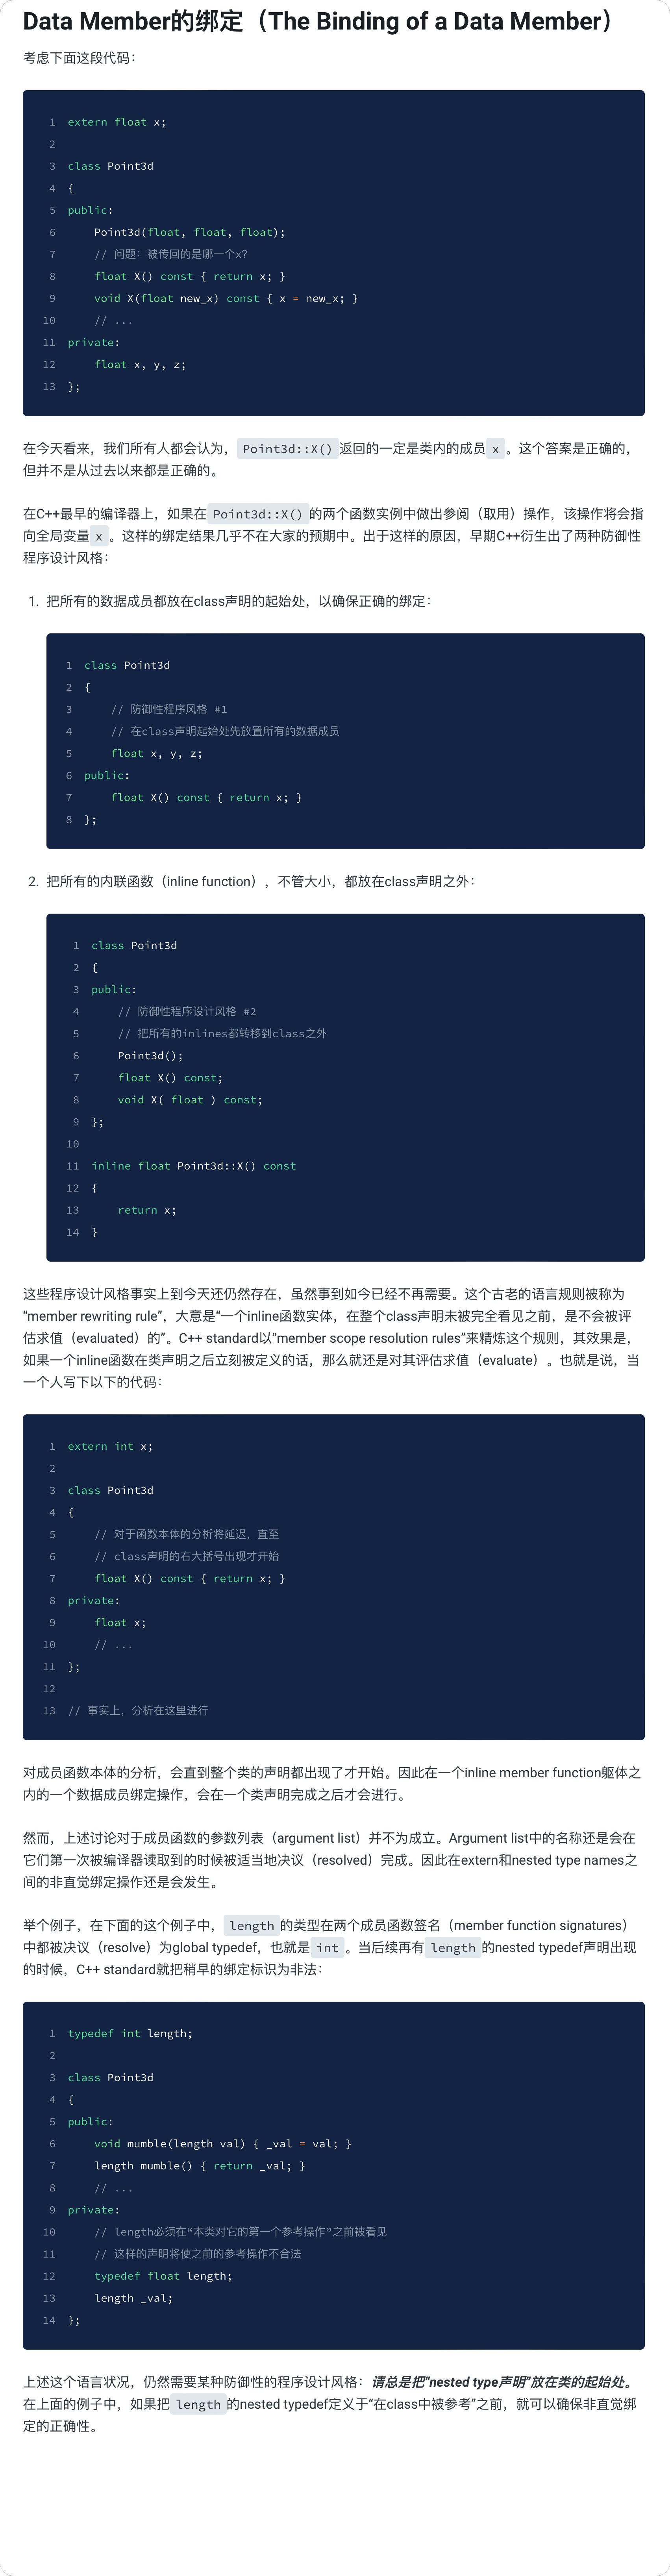 Data Member的绑定（The Binding of a Data Member）
考虑下面这段代码：
1 extern float x;
2
3 class Point3d
4 {
5 public:
6     Point3d(float, float, float);
7     // 问题：被传回的是哪一个x？
8     float X() const { return x; }
9     void X(float new_x) const { x = new_x; }
10     // ...
11 private:
12     float x, y, z;
13 };
在今天看来，我们所有人都会认为，Point3d::X()返回的一定是类内的成员x。这个答案是正确的，
但并不是从过去以来都是正确的。
在C++最早的编译器上，如果在Point3d::X()的两个函数实例中做出参阅（取用）操作，该操作将会指
向全局变量x。这样的绑定结果几乎不在大家的预期中。出于这样的原因，早期C++衍生出了两种防御性
程序设计风格：
1. 把所有的数据成员都放在class声明的起始处，以确保正确的绑定：
1 class Point3d
2 {
3     // 防御性程序风格 #1
4     // 在class声明起始处先放置所有的数据成员
5     float x, y, z;
6 public:
7     float X() const { return x; }
8 };
2. 把所有的内联函数（inline function），不管大小，都放在class声明之外：
1 class Point3d
2 {
3 public:
4     // 防御性程序设计风格 #2
5     // 把所有的inlines都转移到class之外
6     Point3d();
7     float X() const;
8     void X( float ) const;
9 };
10
11 inline float Point3d::X() const
12 {
13     return x;
14 }
这些程序设计风格事实上到今天还仍然存在，虽然事到如今已经不再需要。这个古老的语言规则被称为
“member rewriting rule”，大意是“一个inline函数实体，在整个class声明未被完全看见之前，是不会被评
估求值（evaluated）的”。C++ standard以“member scope resolution rules”来精炼这个规则，其效果是，
如果一个inline函数在类声明之后立刻被定义的话，那么就还是对其评估求值（evaluate）。也就是说，当
一个人写下以下的代码：
1 extern int x;
2
3 class Point3d
4 {
5     // 对于函数本体的分析将延迟，直至
6     // class声明的右大括号出现才开始
7     float X() const { return x; }
8 private:
9     float x;
10     // ...
11 };
12
13 // 事实上，分析在这里进行
对成员函数本体的分析，会直到整个类的声明都出现了才开始。因此在一个inline member function躯体之
内的一个数据成员绑定操作，会在一个类声明完成之后才会进行。
然而，上述讨论对于成员函数的参数列表（argument list）并不为成立。Argument list中的名称还是会在
它们第一次被编译器读取到的时候被适当地决议（resolved）完成。因此在extern和nested type names之
间的非直觉绑定操作还是会发生。
举个例子，在下面的这个例子中，length的类型在两个成员函数签名（member function signatures）
中都被决议（resolve）为global typedef，也就是int。当后续再有length的nested typedef声明出现
的时候，C++ standard就把稍早的绑定标识为非法：
1 typedef int length;
2
3 class Point3d
4 {
5 public:
6     void mumble(length val) { _val = val; }
7     length mumble() { return _val; }
8     // ...
9 private:
10     // length必须在“本类对它的第一个参考操作”之前被看见
11     // 这样的声明将使之前的参考操作不合法
12     typedef float length;
13     length _val;
14 };
上述这个语言状况，仍然需要某种防御性的程序设计风格：请总是把“nested type声明”放在类的起始处。
在上面的例子中，如果把length的nested typedef定义于“在class中被参考”之前，就可以确保非直觉绑
定的正确性。